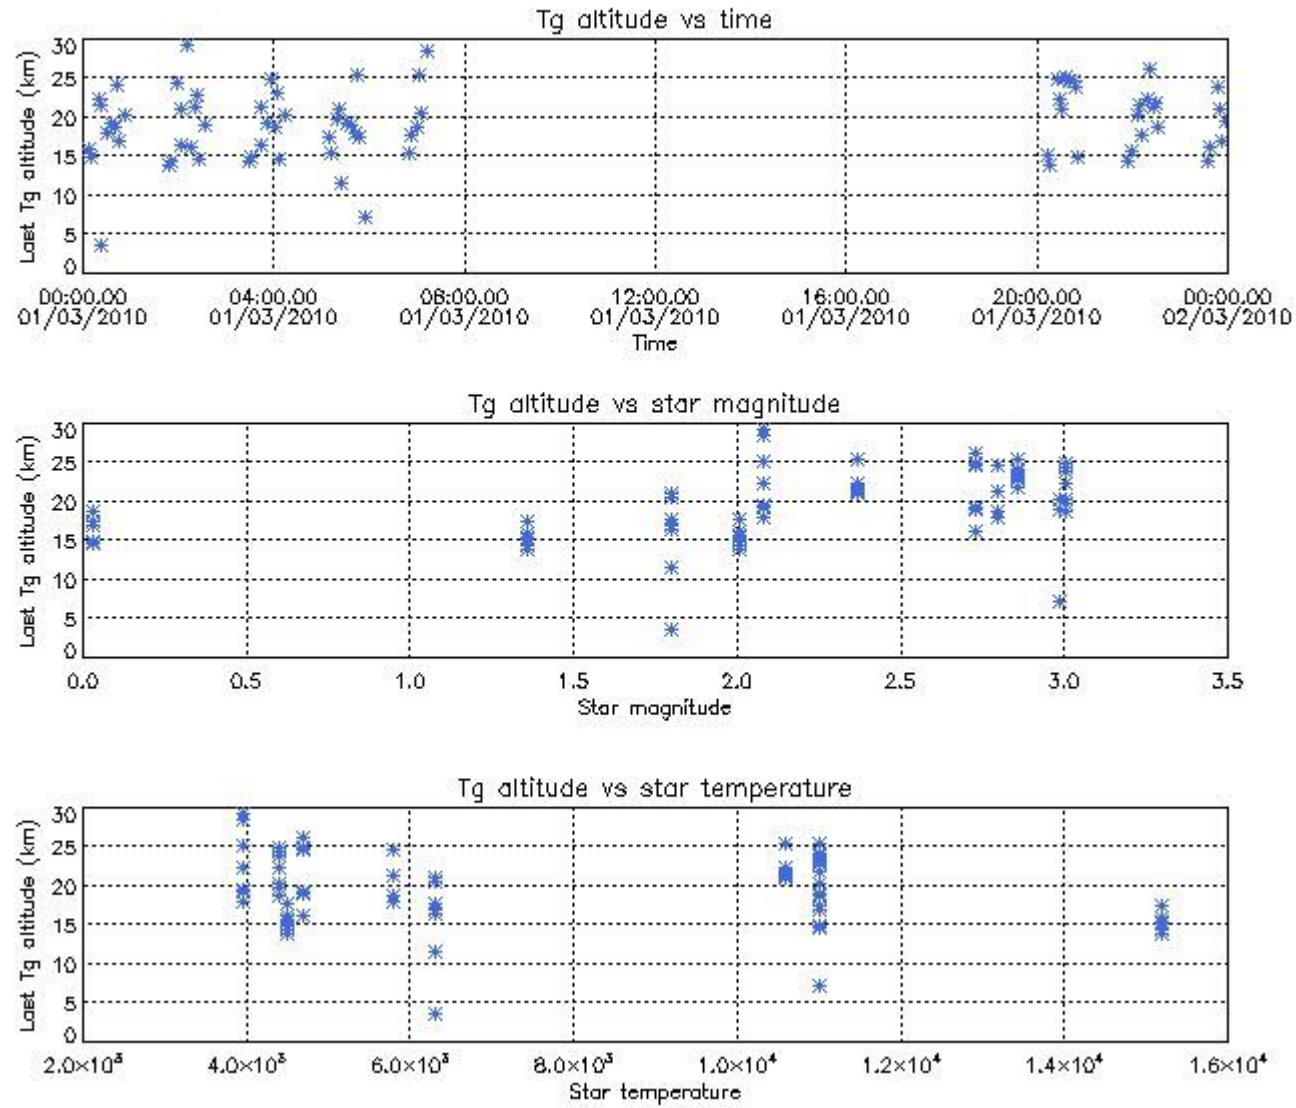 Tg altitude vs time
Last Tg altitude (km)
30
25
20
15
10
5
0
00:00.00 04:00.00 08:00.00 12:00.00 16:00.00 20:00.00 00:00.00
01/03/2010 01/03/2010 01/03/2010 01/03/2010 01/03/2010 01/03/2010 02/03/2010
Time
Tg altitude vs star magnitude
Last Tg altitude (km)
30
25
20
15
10
5
0
0.0 0.5 1.0 1.5 2.0 2.5 3.0 3.5
Star magnitude
Tg altitude vs star temperature
Last Tg altitude (km)
30
25
20
15
10
5
0
2.0×10³ 4.0×10³ 6.0×10³ 8.0×10³ 1.0×10⁴ 1.2×10⁴ 1.4×10⁴ 1.6×10⁴
Star temperature